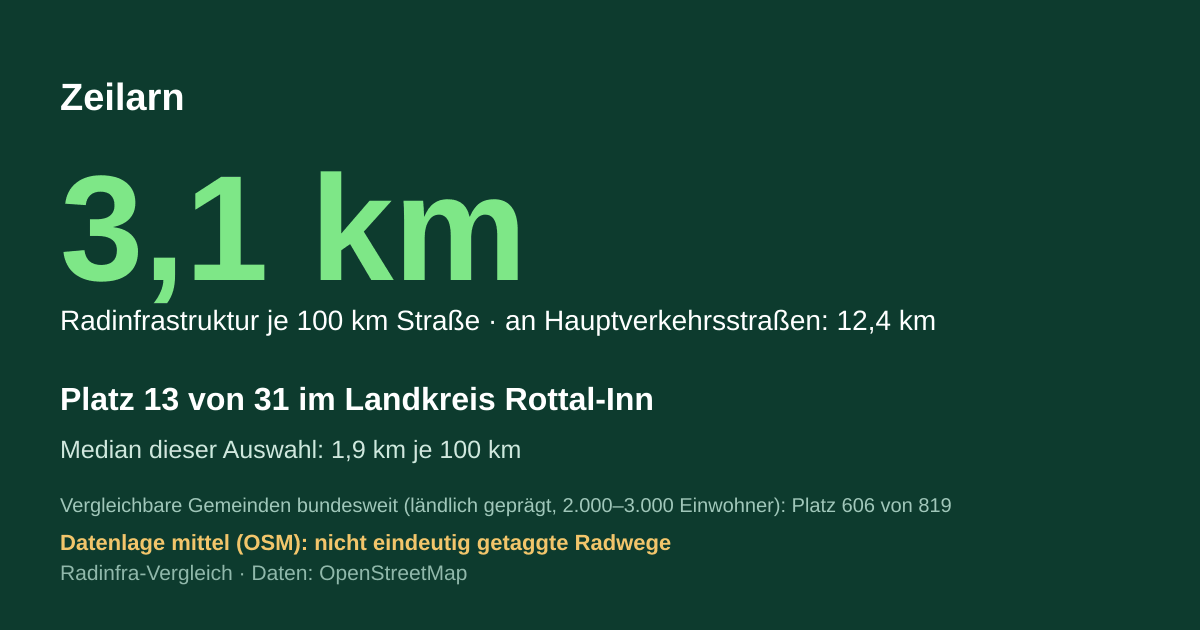 Zeilarn
3,1 km
Radinfrastruktur je 100 km Straße · an Hauptverkehrsstraßen: 12,4 km
Platz 13 von 31 im Landkreis Rottal-Inn
Median dieser Auswahl: 1,9 km je 100 km
Vergleichbare Gemeinden bundesweit (ländlich geprägt, 2.000–3.000 Einwohner): Platz 606 von 819
Datenlage mittel (OSM): nicht eindeutig getaggte Radwege
Radinfra-Vergleich · Daten: OpenStreetMap